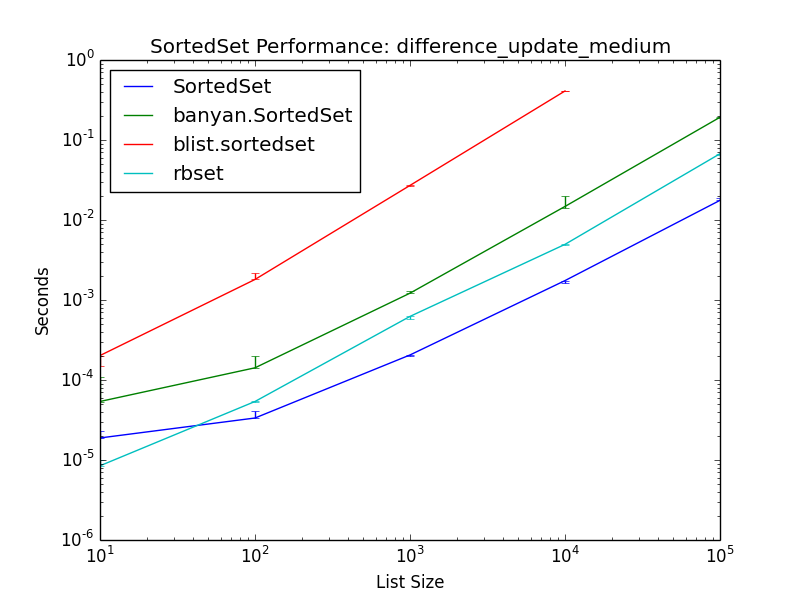 SortedSet Performance: difference_update_medium
10^0
SortedSet
banyan.SortedSet
blist.sortedset
rbset
10^-1
10^-2
10^-3
10^-4
10^-5
10^-6
Seconds
10^1 10^2 10^3 10^4 10^5
List Size